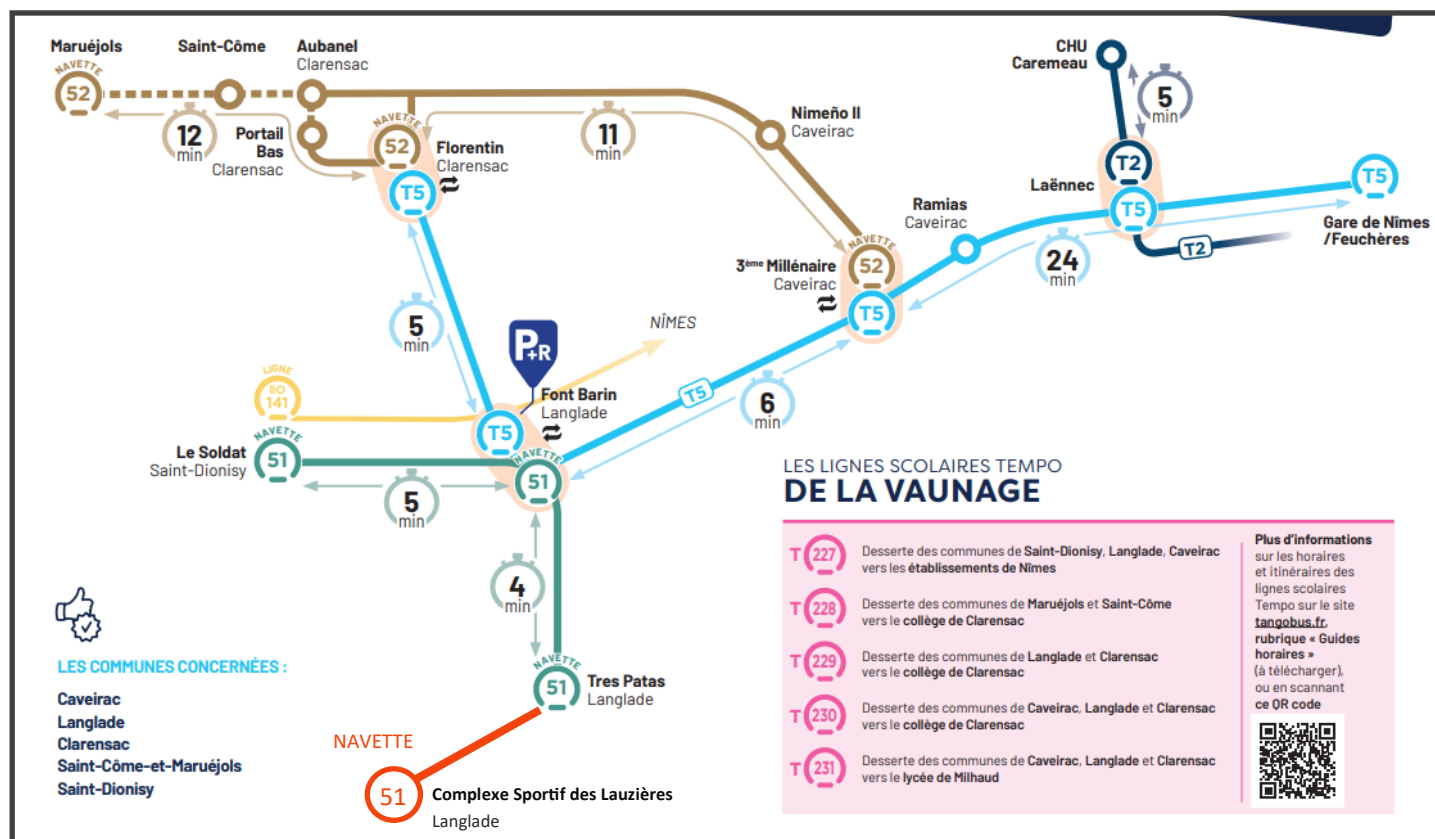 Maruéjols
NAVETTE
52
Saint-Côme
Aubanel
Clarensac
12
min
Portail
Bas
Clarensac
NAVETTE
52
T5
Florentin
Clarensac
11
min
Nimeño II
Caveirac
CHU
Caremeau
5
min
T2
Laënnec
T5
T5
Gare de Nîmes
/Feuchères
T2
Ramias
Caveirac
24
min
3ème Millénaire
Caveirac
NAVETTE
52
T5
5
min
P+R
NÎMES
T5
6
min
LIGNE
liO
141
Font Barin
Langlade
T5
NAVETTE
51
Le Soldat
Saint-Dionisy
NAVETTE
51
5
min
4
min
NAVETTE
51
Tres Patas
Langlade
NAVETTE
51
Complexe Sportif des Lauzières
Langlade
LES COMMUNES CONCERNÉES :
Caveirac
Langlade
Clarensac
Saint-Côme-et-Maruéjols
Saint-Dionisy
LES LIGNES SCOLAIRES TEMPO
DE LA VAUNAGE
T 227
Desserte des communes de Saint-Dionisy, Langlade, Caveirac
vers les établissements de Nîmes
T 228
Desserte des communes de Maruéjols et Saint-Côme
vers le collège de Clarensac
T 229
Desserte des communes de Langlade et Clarensac
vers le collège de Clarensac
T 230
Desserte des communes de Caveirac, Langlade et Clarensac
vers le collège de Clarensac
T 231
Desserte des communes de Caveirac, Langlade et Clarensac
vers le lycée de Milhaud
Plus d'informations
sur les horaires
et itinéraires des
lignes scolaires
Tempo sur le site
tangobus.fr,
rubrique « Guides
horaires »
(à télécharger),
ou en scannant
ce QR code